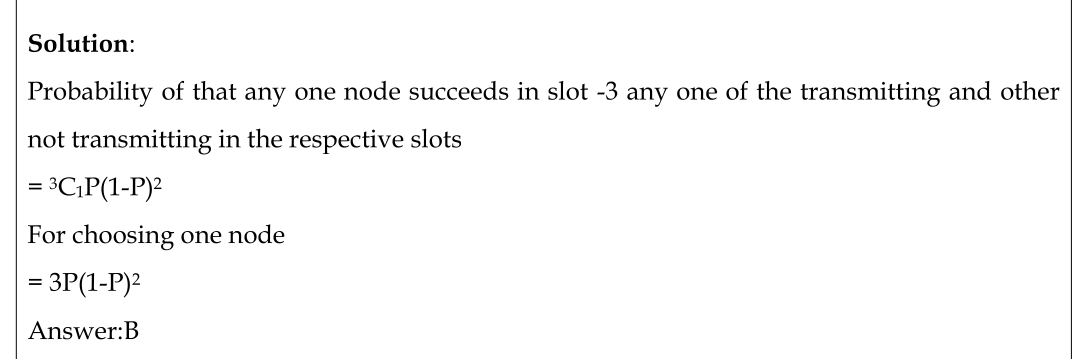 Solution:
Probability of that any one node succeeds in slot -3 any one of the transmitting and other
not transmitting in the respective slots
= ³C₁P(1-P)²
For choosing one node
= 3P(1-P)²
Answer:B